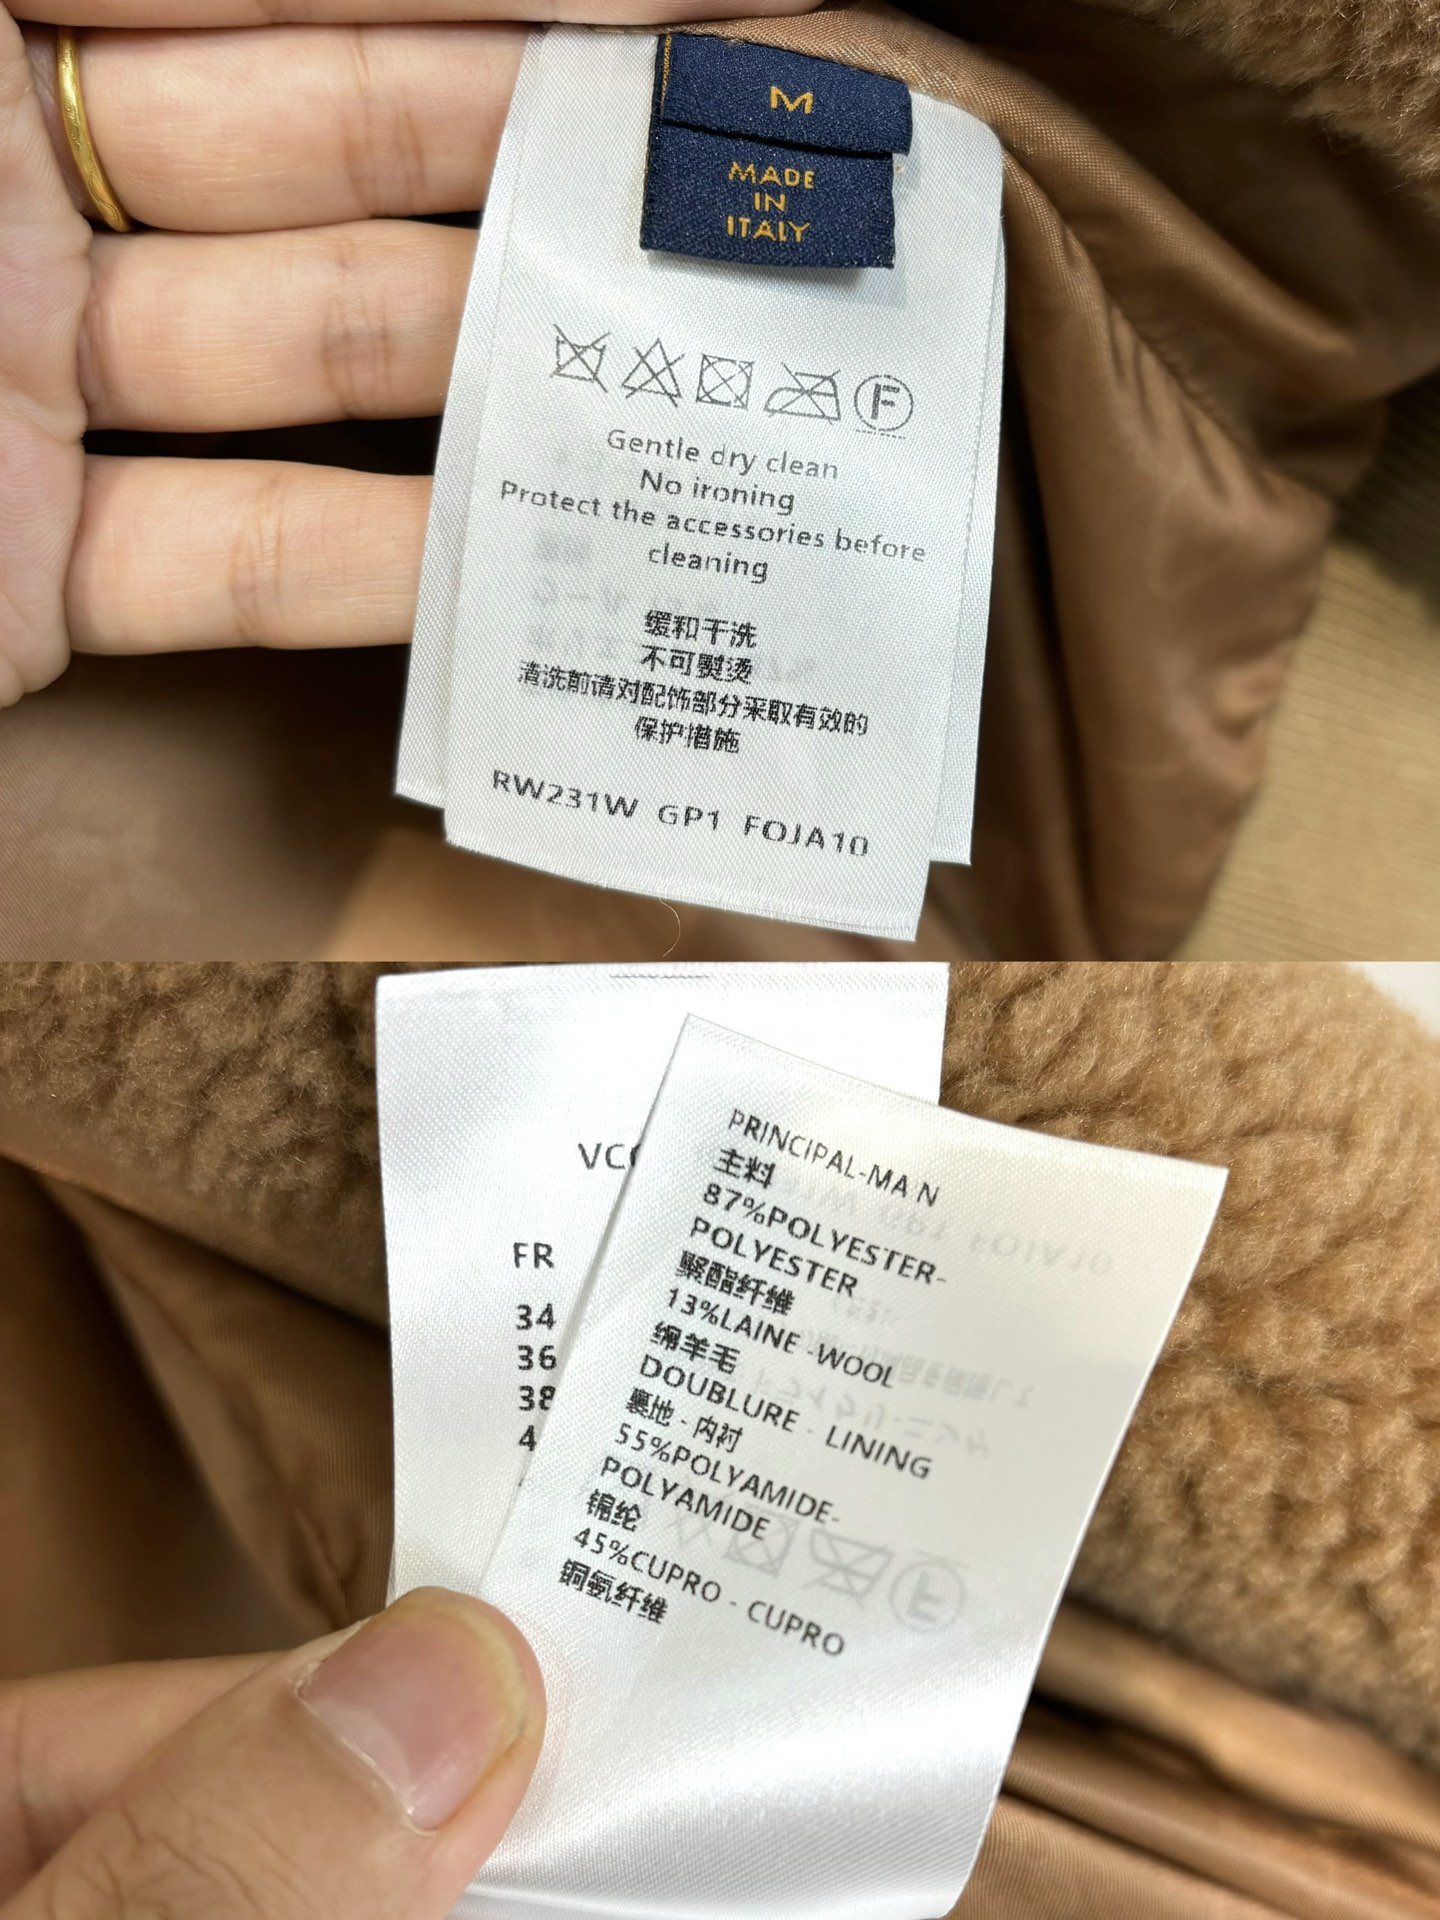 M
MADE
IN
ITALY
F
Gentle dry clean
No ironing
Protect the accessories before
cleaning
缓和干洗
不可熨烫
清洗前请对配饰部分采取有效的
保护措施
RW231W GP1 FOJA10
FR
34
36
38
4
PRINCIPAL-MA N
主料
87%POLYESTER-
POLYESTER
聚酯纤维
13%LAINE -WOOL
绵羊毛
DOUBLURE - LINING
裏地 - 内衬
55%POLYAMIDE-
POLYAMIDE
锦纶
45%CUPRO - CUPRO
铜氨纤维